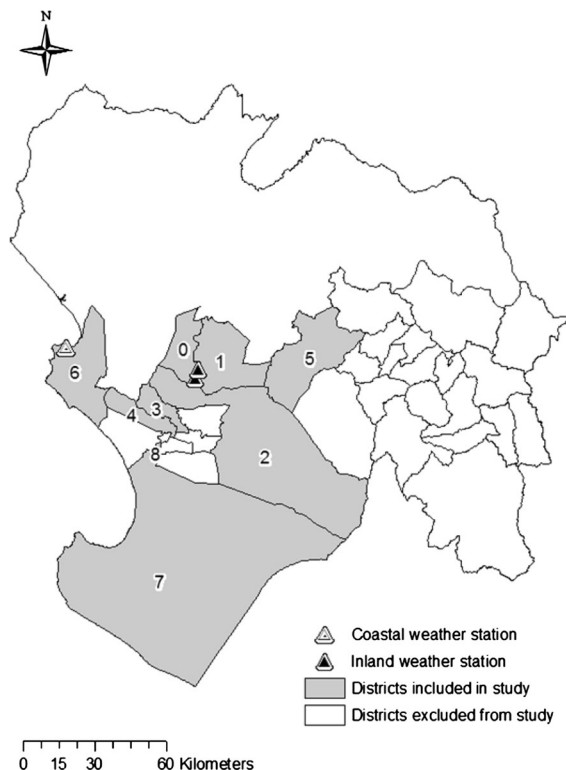 N
0
1
5
6
3
4
2
8
7
Coastal weather station
Inland weather station
Districts included in study
Districts excluded from study
0 15 30 60 Kilometers